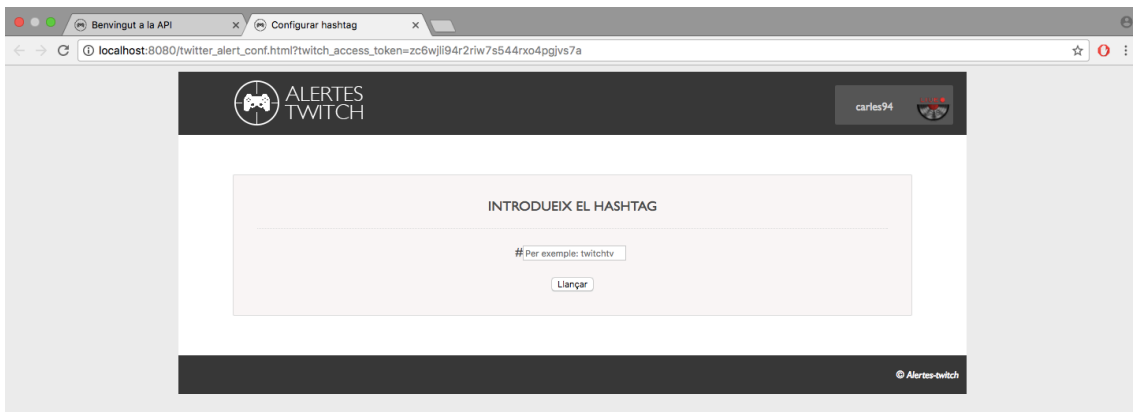 Benvingut a la API
Configurar hashtag
localhost:8080/twitter_alert_conf.html?twitch_access_token=zc6wjli94r2riw7s544rxo4pgjvs7a
ALERTES
TWITCH
carles94
INTRODUEIX EL HASHTAG
#Per exemple: twitchtv
Llançar
© Alertes-twitch